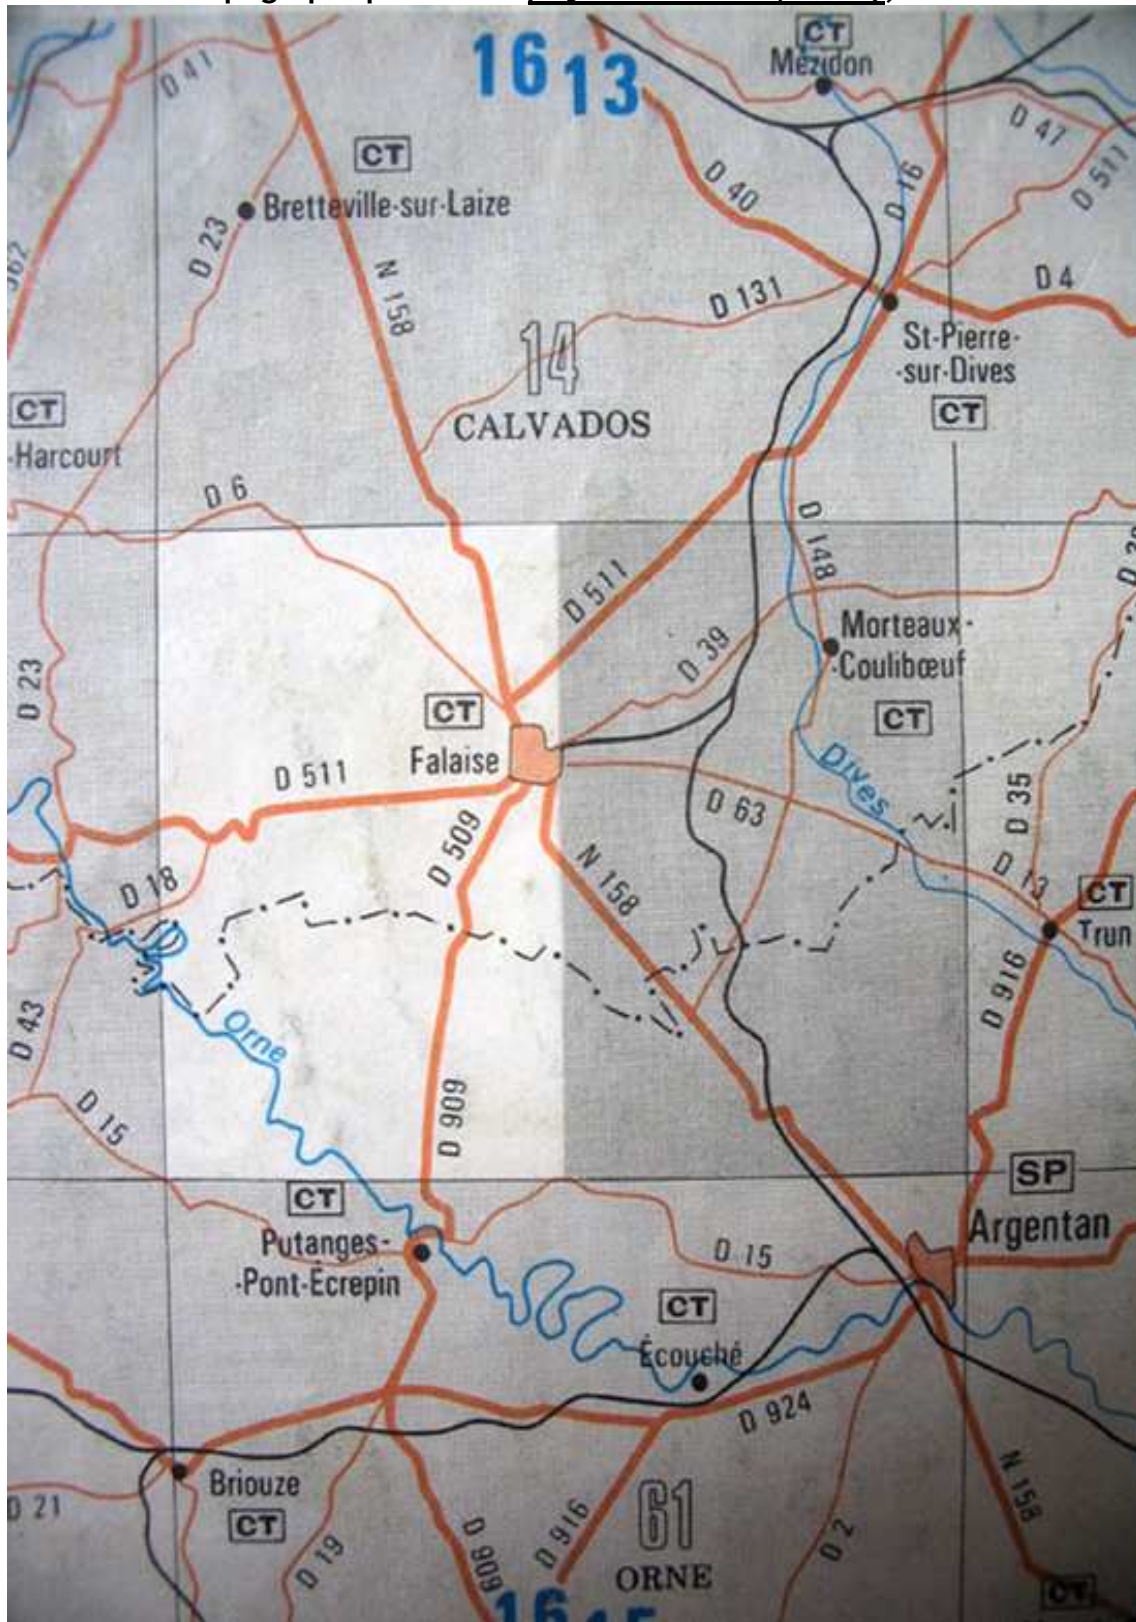 CT
Mézidon
D 41
16 13
D 47
CT
D 511
D 40
D 16
Bretteville-sur-Laize
D 23
N 158
D 131
D 4
14
St-Pierre-
-sur-Dives
CT
CT
CALVADOS
-Harcourt
D 6
D 148
D 511
Morteaux-
-Coulibœuf
D 39
D 23
CT
CT
Falaise
D 511
Dives
D 63
D 35
D 509
N 158
D 18
D 13
CT
Trun
D 916
D 43
Orne
D 15
D 909
CT
SP
Argentan
Putanges-
-Pont-Écrepin
D 15
CT
Écouché
D 924
Briouze
CT
D 21
61
N 158
D 916
D 19
D 909
D 2
ORNE
CT
16 15